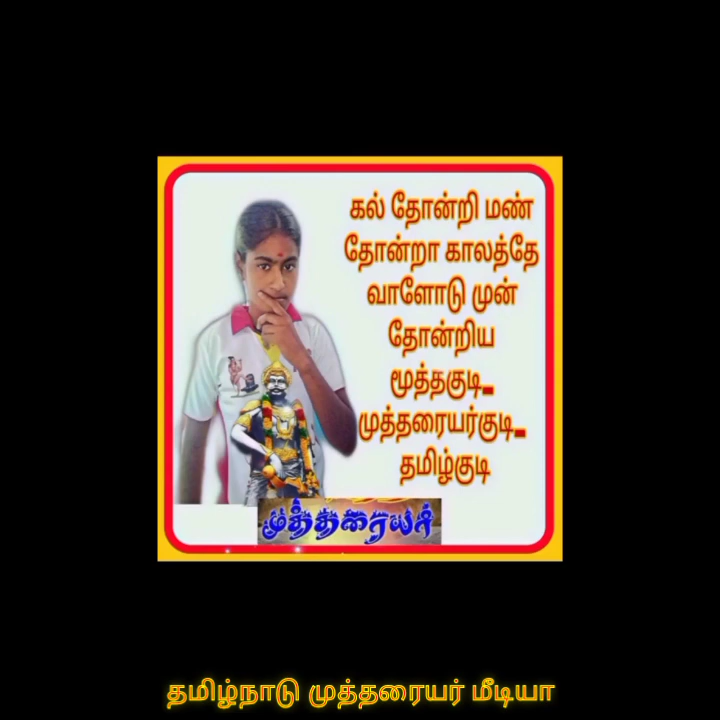 கல் தோன்றி மண்
தோன்றா காலத்தே
வாளோடு முன்
தோன்றிய
மூத்தகுடி-
முத்தரையர்குடி-
தமிழ்குடி
முத்தரையர்
தமிழ்நாடு முத்தரையர் மீடியா